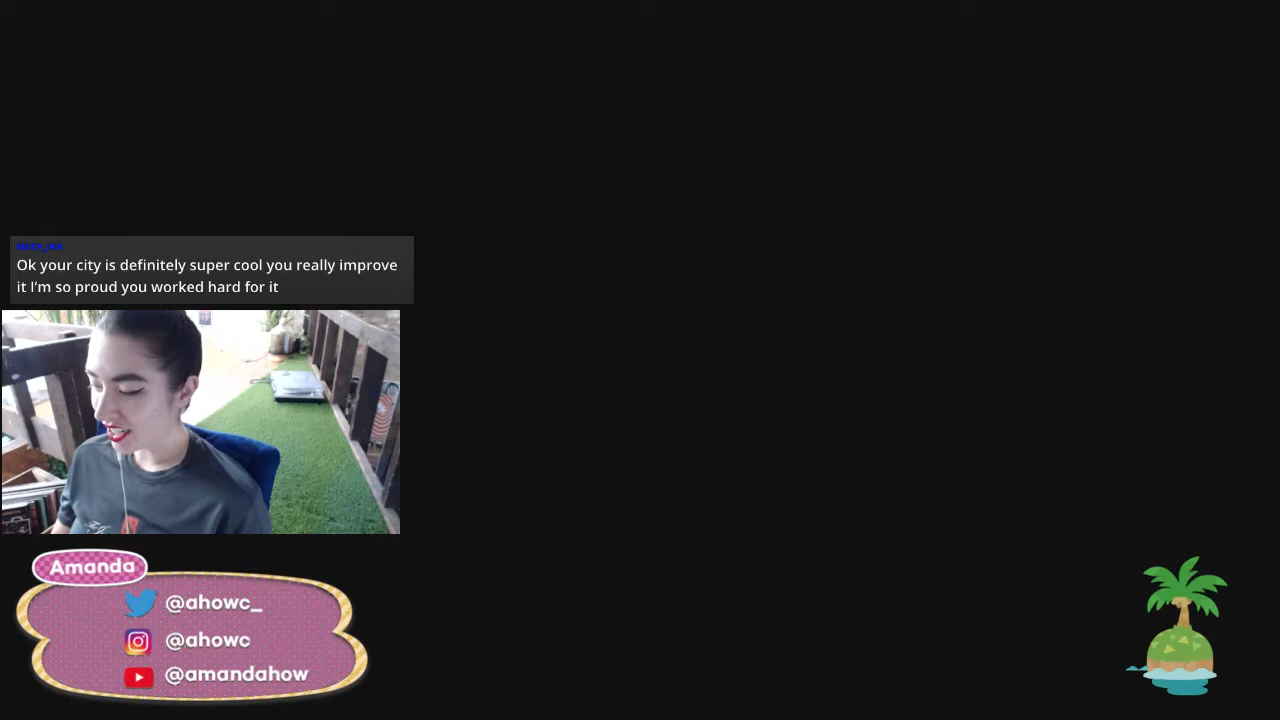 Ok your city is definitely super cool you really improve
it I'm so proud you worked hard for it
Amanda
@ahowc_
@ahowc
@amandahow